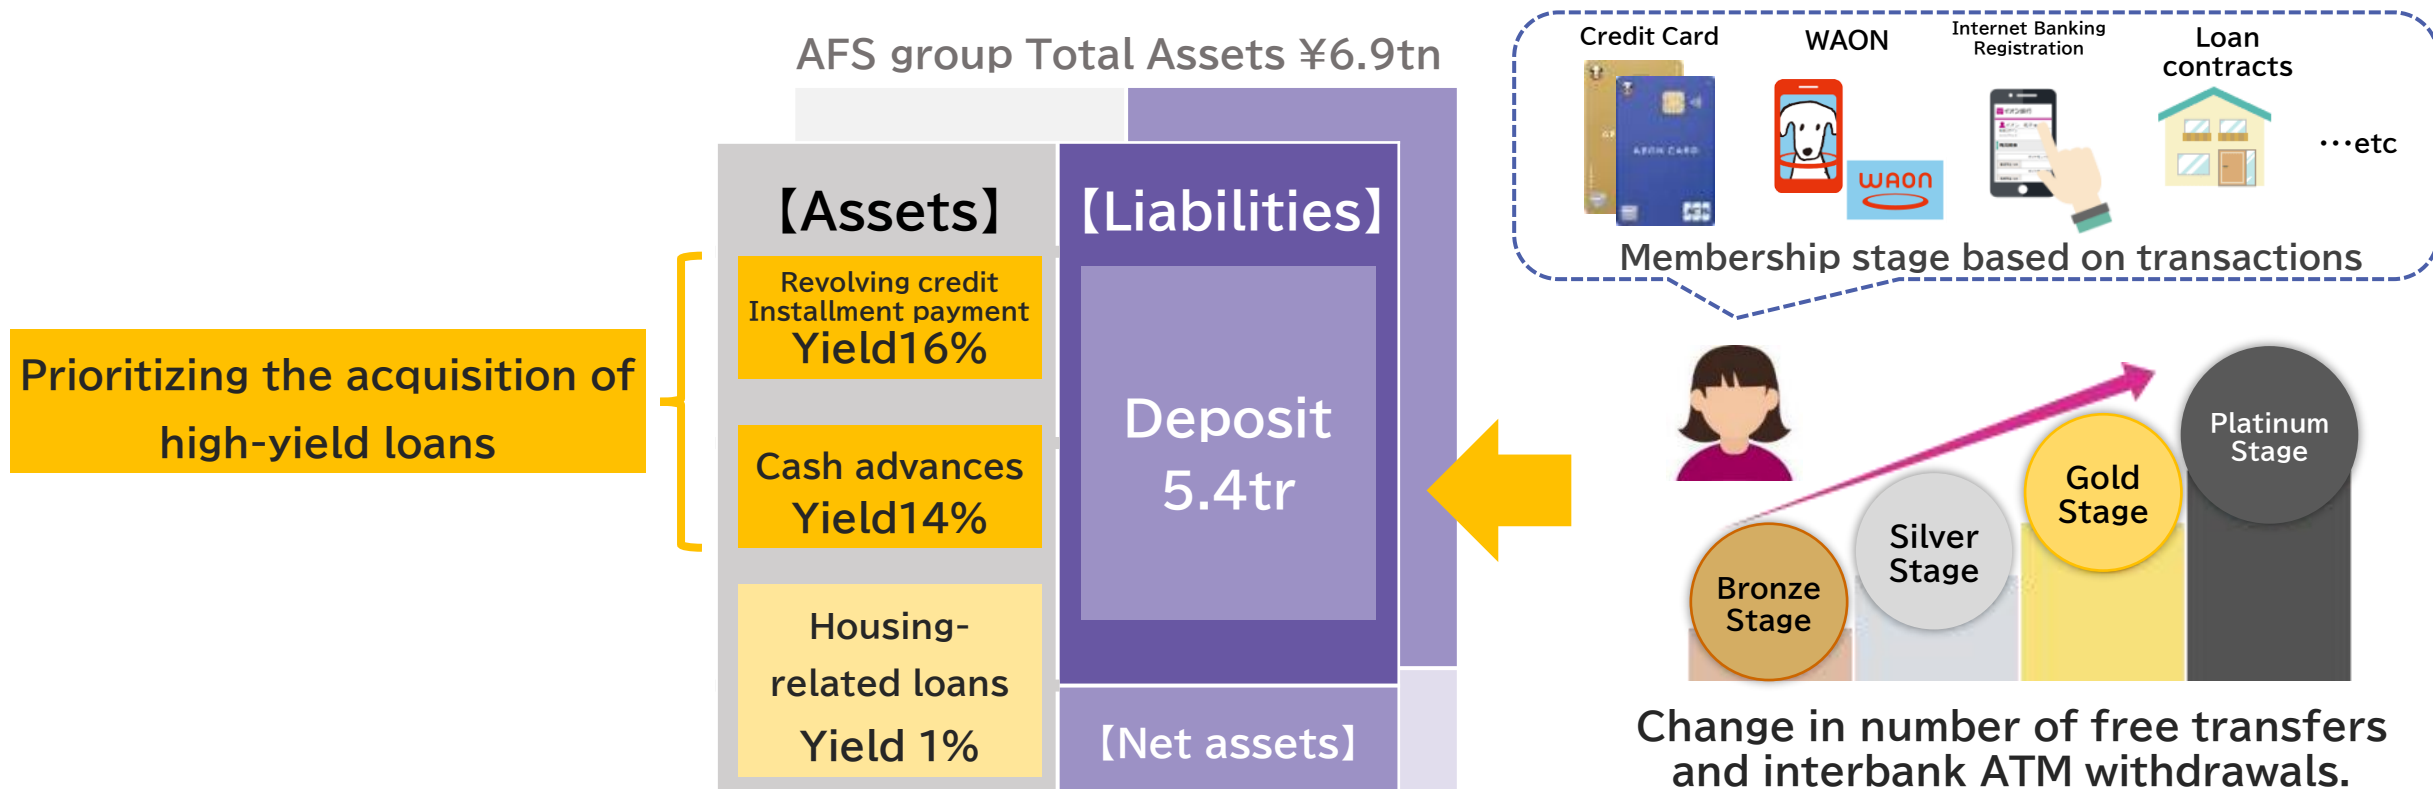 AFS group Total Assets ¥6.9tn
Prioritizing the acquisition of
high-yield loans
【Assets】
Revolving credit
Installment payment
Yield16%
Cash advances
Yield14%
Housing-
related loans
Yield 1%
【Liabilities】
Deposit
5.4tr
【Net assets】
Credit Card
WAON
Internet Banking
Registration
Loan
contracts
AEON CARD
WAON
…etc
Membership stage based on transactions
Bronze
Stage
Silver
Stage
Gold
Stage
Platinum
Stage
Change in number of free transfers
and interbank ATM withdrawals.